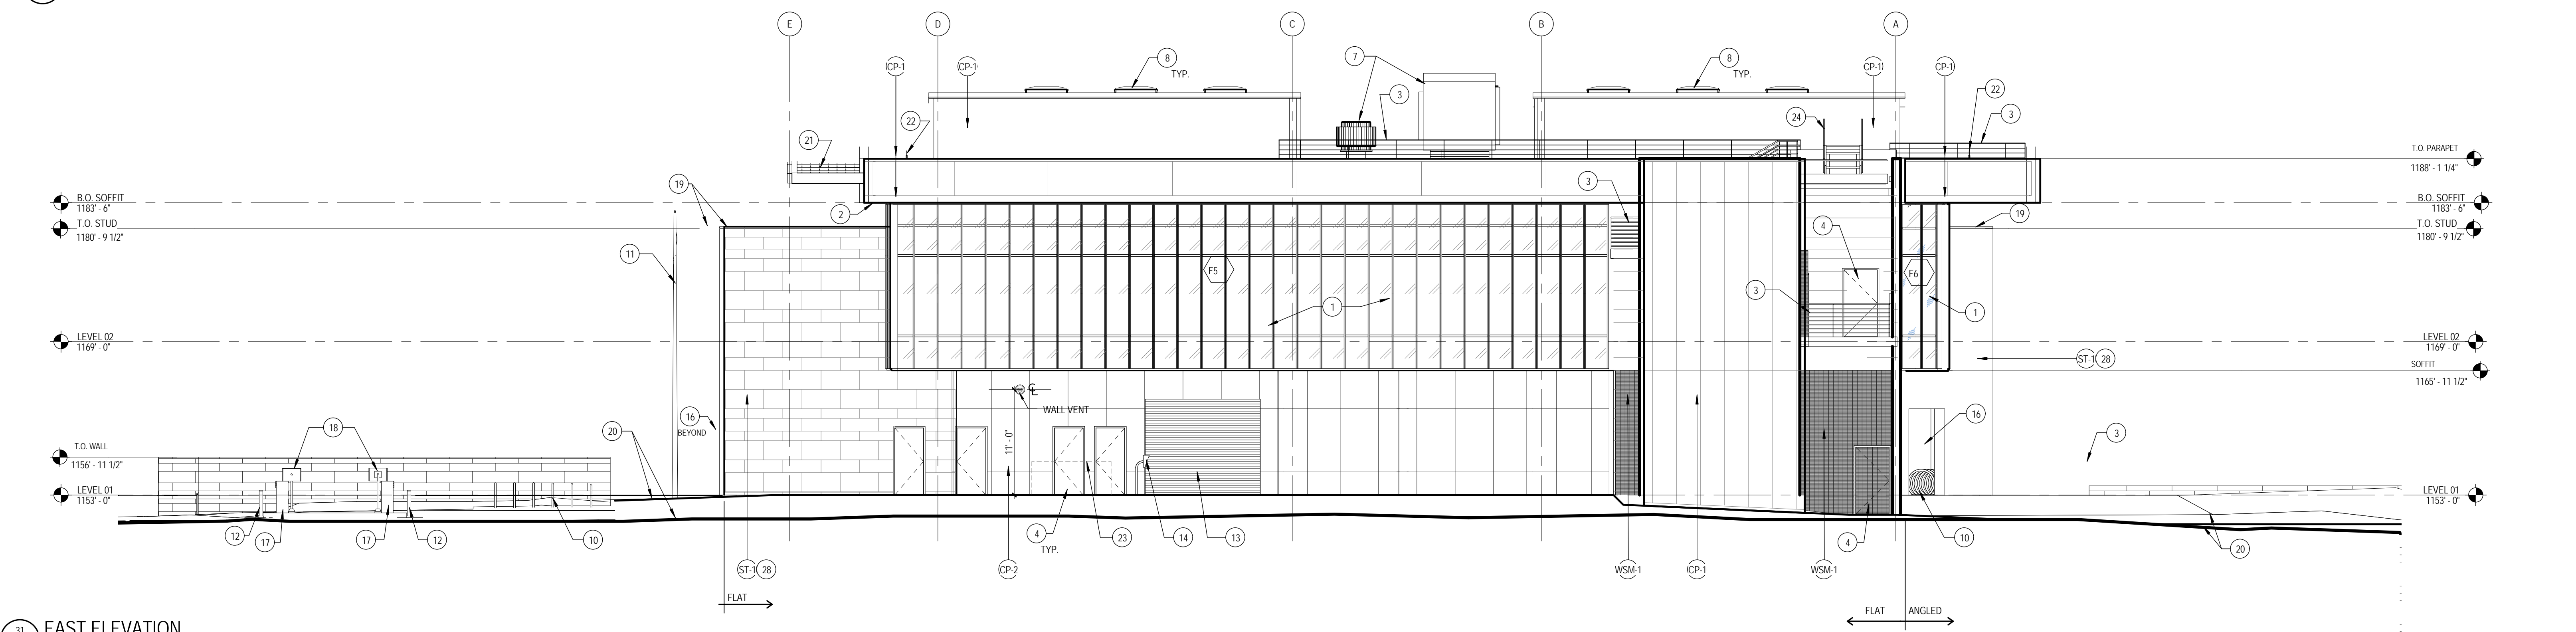 E
D
C
B
A
(CP-1
(CP-1
8
TYP.
7
3
8
TYP.
CP-1)
CP-1)
24
22
3
22
21
T.O. PARAPET
1188' - 1 1/4"
19
3
B.O. SOFFIT
1183' - 6"
2
B.O. SOFFIT
1183' - 6"
T.O. STUD
1180' - 9 1/2"
19
T.O. STUD
1180' - 9 1/2"
4
11
F5
F6
3
1
1
LEVEL 02
1169' - 0"
LEVEL 02
1169' - 0"
(ST-1
28
SOFFIT
1165' - 11 1/2"
WALL VENT
16
BEYOND
16
18
20
3
11' - 0"
T.O. WALL
1156' - 11 1/2"
14
13
LEVEL 01
1153' - 0"
LEVEL 01
1153' - 0"
12
17
17
12
10
4
TYP.
23
4
10
20
(ST-1
28
(CP-2
WSM-1
(CP-1
WSM-1
FLAT
FLAT
ANGLED
31
EAST ELEVATION